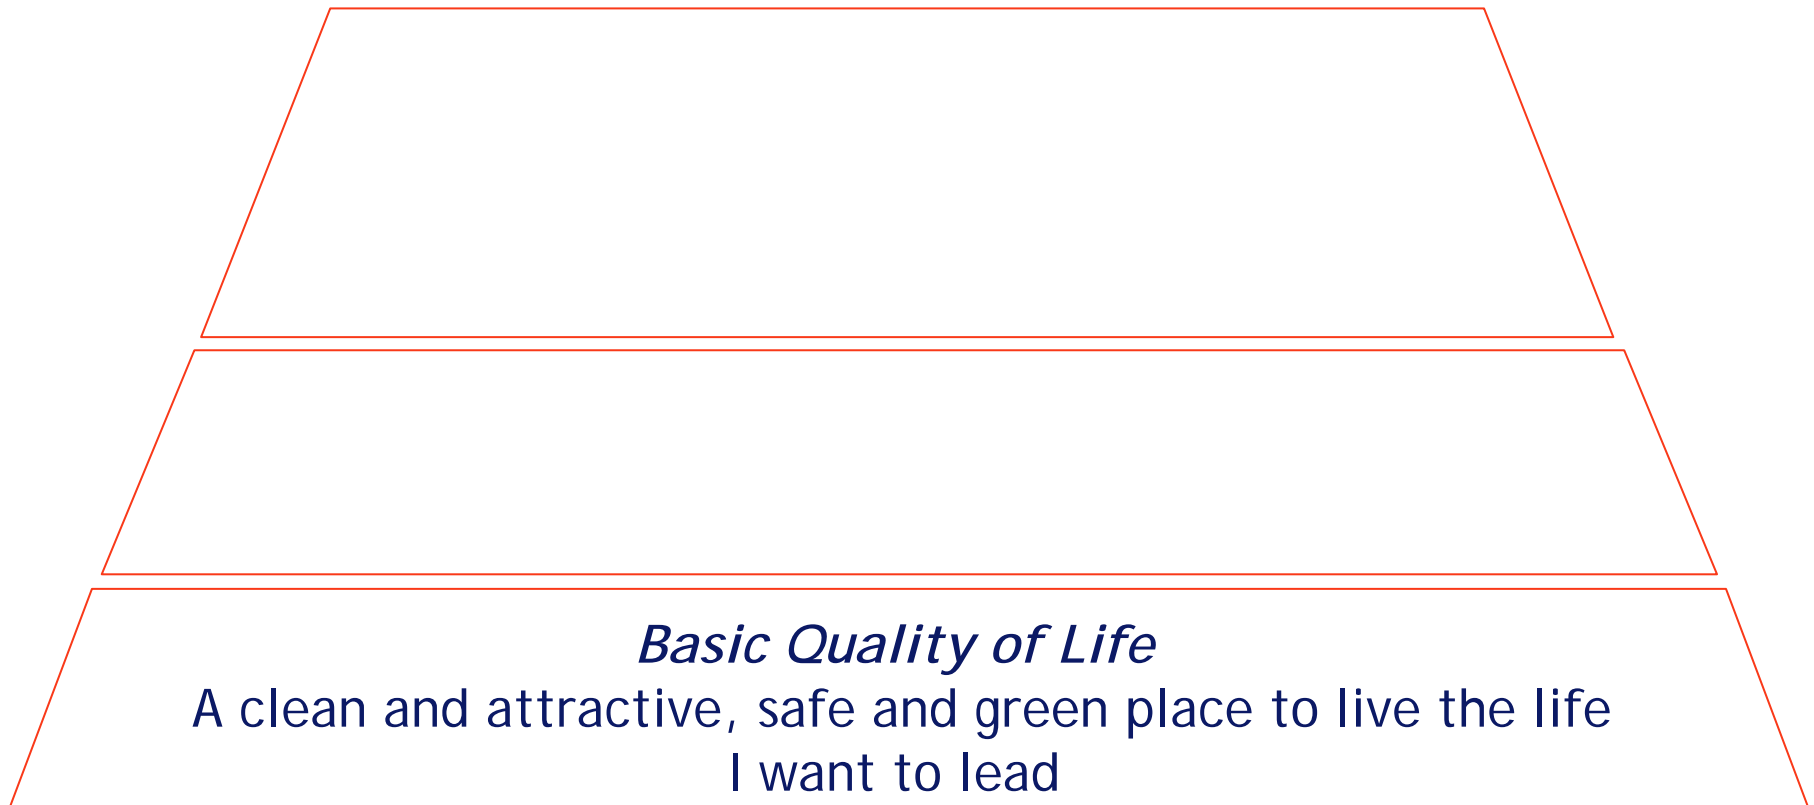 Basic Quality of Life
A clean and attractive, safe and green place to live the life
I want to lead